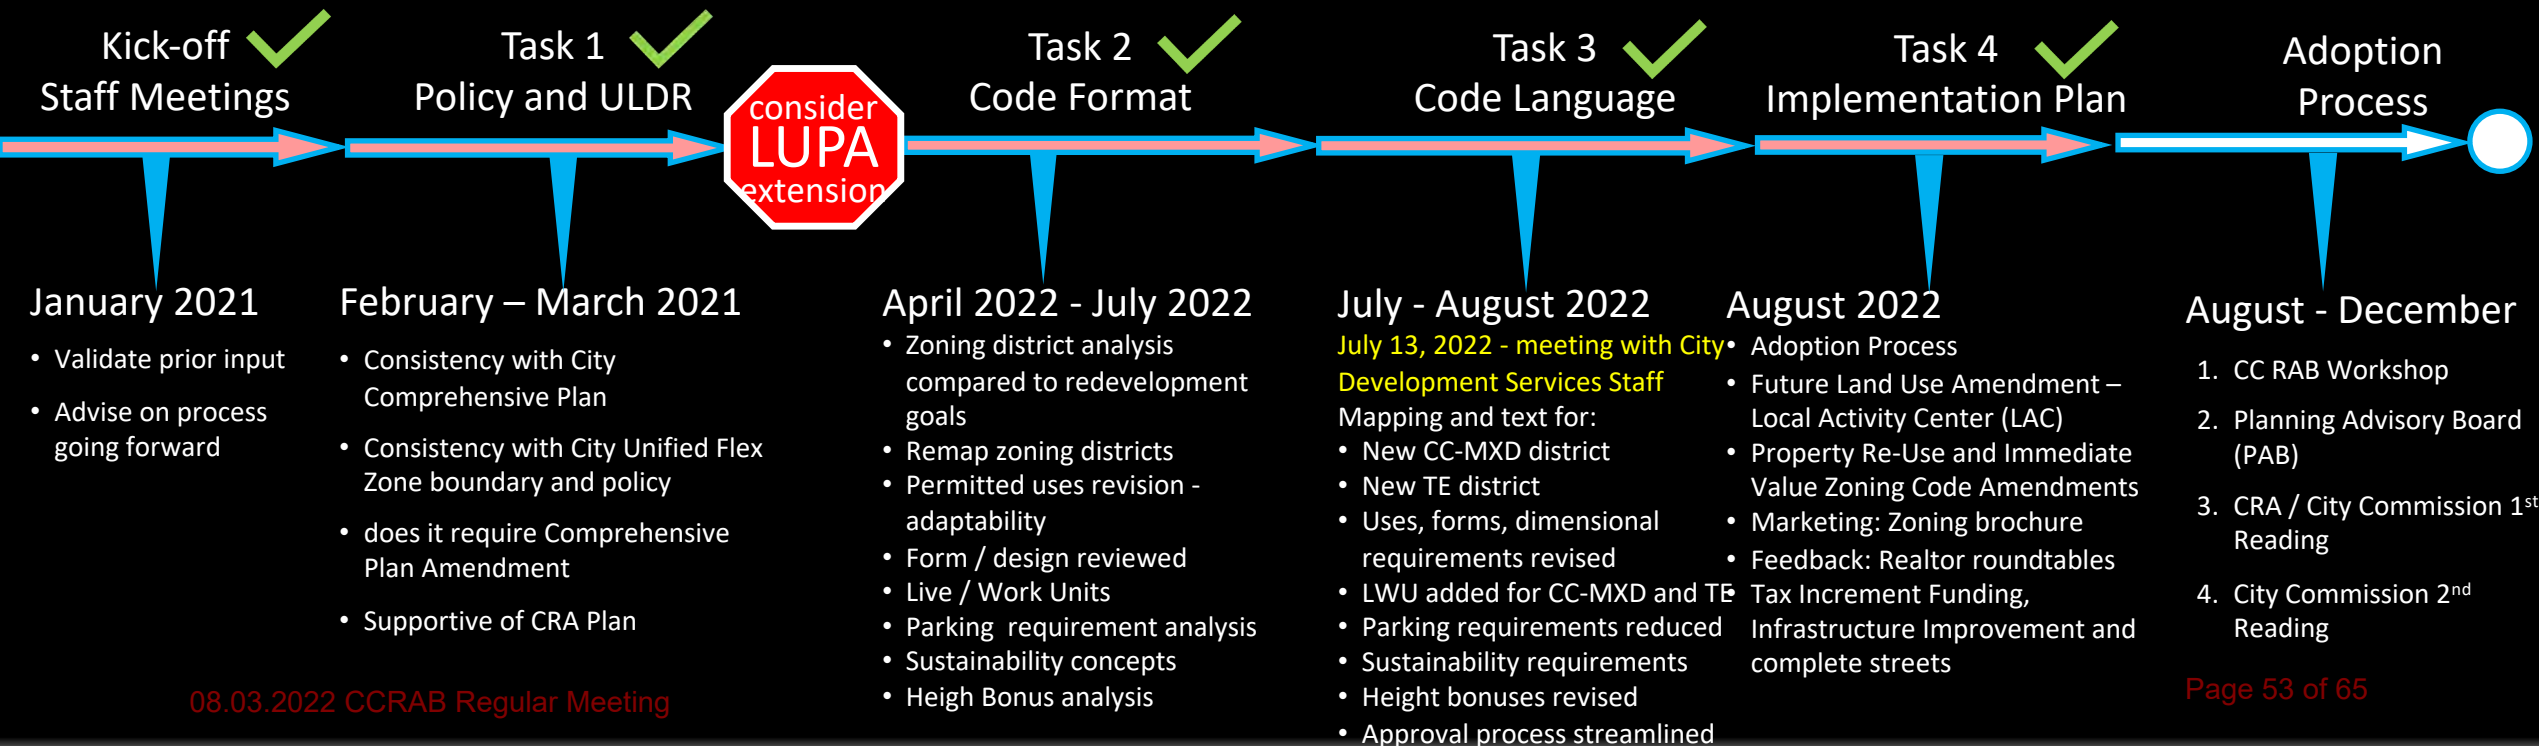 Kick-off
Staff Meetings
Task 1
Policy and ULDR
consider
LUPA
extension
Task 2
Code Format
Task 3
Code Language
Task 4
Implementation Plan
Adoption
Process
January 2021
• Validate prior input
• Advise on process
going forward
February – March 2021
• Consistency with City
Comprehensive Plan
• Consistency with City Unified Flex
Zone boundary and policy
• does it require Comprehensive
Plan Amendment
• Supportive of CRA Plan
April 2022 - July 2022
• Zoning district analysis
compared to redevelopment
goals
• Remap zoning districts
• Permitted uses revision -
adaptability
• Form / design reviewed
• Live / Work Units
• Parking requirement analysis
• Sustainability concepts
• Heigh Bonus analysis
July - August 2022
July 13, 2022 - meeting with City
Development Services Staff
Mapping and text for:
• New CC-MXD district
• New TE district
• Uses, forms, dimensional
requirements revised
• LWU added for CC-MXD and TE
• Parking requirements reduced
• Sustainability requirements
• Height bonuses revised
• Approval process streamlined
August 2022
• Adoption Process
• Future Land Use Amendment –
Local Activity Center (LAC)
• Property Re-Use and Immediate
Value Zoning Code Amendments
• Marketing: Zoning brochure
• Feedback: Realtor roundtables
• Tax Increment Funding,
Infrastructure Improvement and
complete streets
August - December
1. CC RAB Workshop
2. Planning Advisory Board
(PAB)
3. CRA / City Commission 1st
Reading
4. City Commission 2nd
Reading
08.03.2022 CCRAB Regular Meeting
Page 53 of 65